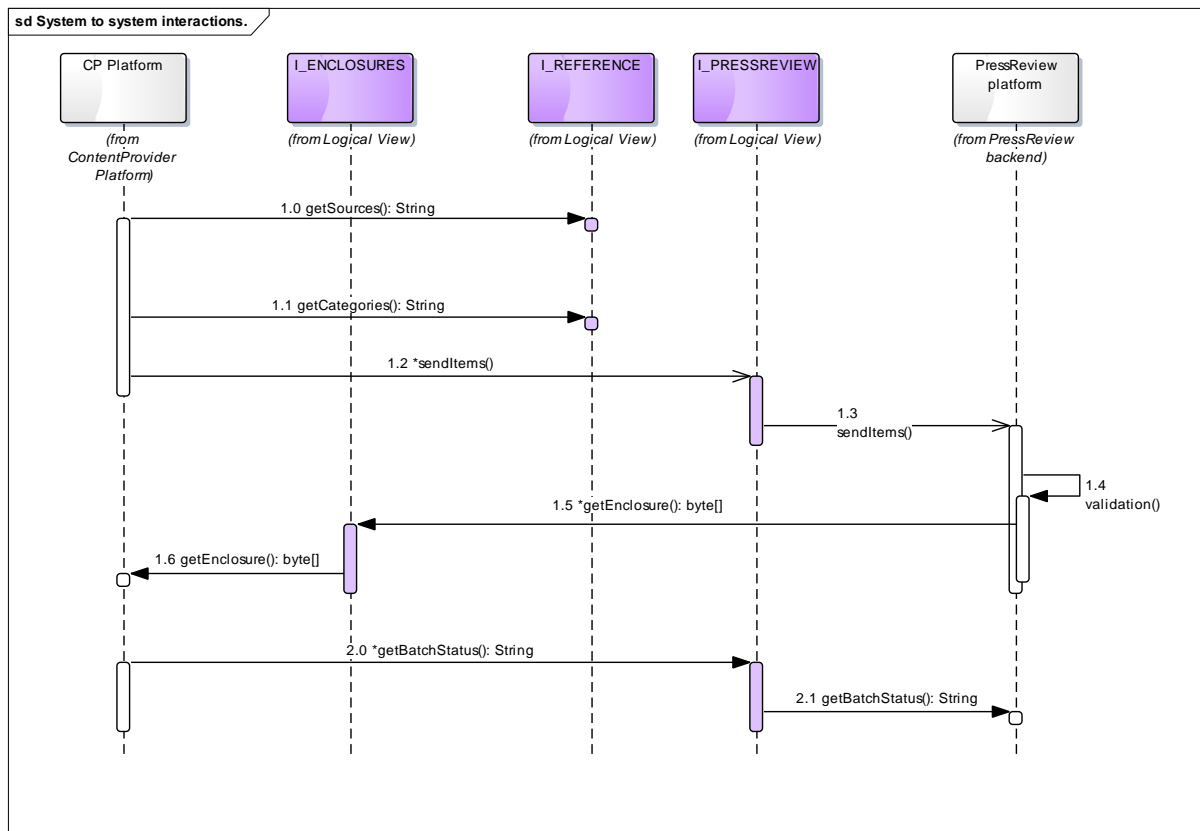 sd System to system interactions.
CP Platform
I_ENCLOSURES
I_REFERENCE
I_PRESSREVIEW
PressReview
platform
(from
ContentProvider
Platform)
(from Logical View)
(from Logical View)
(from Logical View)
(from PressReview
backend)
1.0 getSources(): String
1.1 getCategories(): String
1.2 *sendItems()
1.3
sendItems()
1.4
validation()
1.5 *getEnclosure(): byte[]
1.6 getEnclosure(): byte[]
2.0 *getBatchStatus(): String
2.1 getBatchStatus(): String